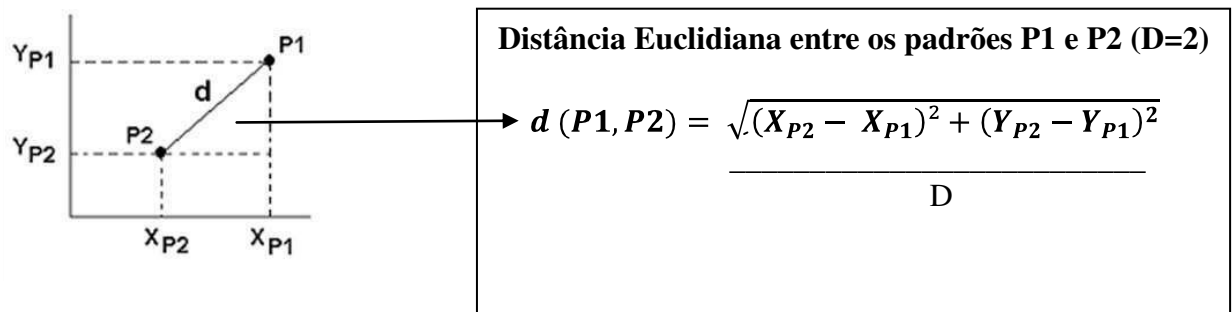 Y_P1
P1
d
P2
Y_P2
X_P2 X_P1
Distância Euclidiana entre os padrões P1 e P2 (D=2)
d (P1, P2) = √(X_P2 − X_P1)² + (Y_P2 − Y_P1)²
D